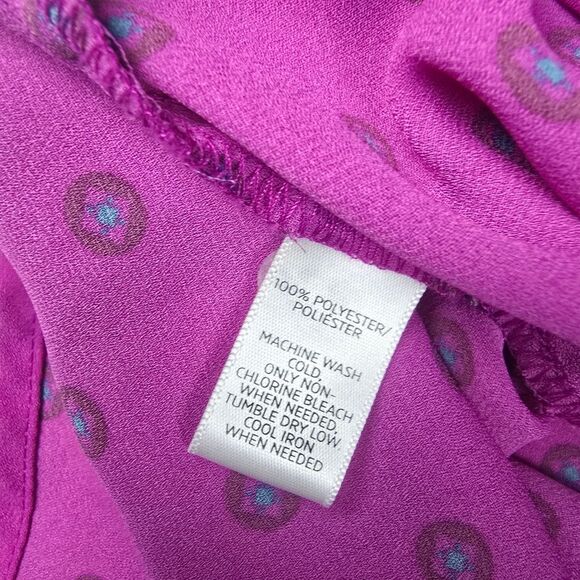 100% POLYESTER/
POLIESTER
MACHINE WASH
COLD,
ONLY NON-
CHLORINE BLEACH
WHEN NEEDED,
TUMBLE DRY LOW,
COOL IRON
WHEN NEEDED